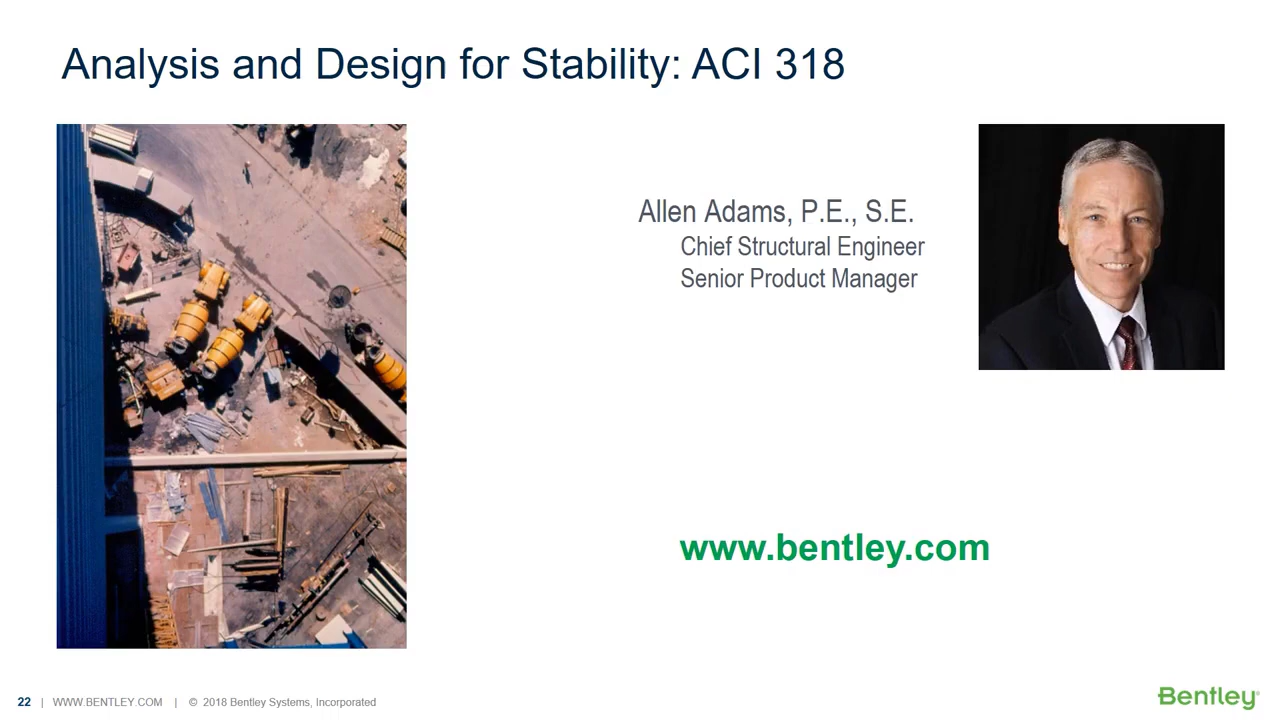 Analysis and Design for Stability: ACI 318
Allen Adams, P.E., S.E.
Chief Structural Engineer
Senior Product Manager
www.bentley.com
22 | WWW.BENTLEY.COM | © 2018 Bentley Systems, Incorporated
Bentley®